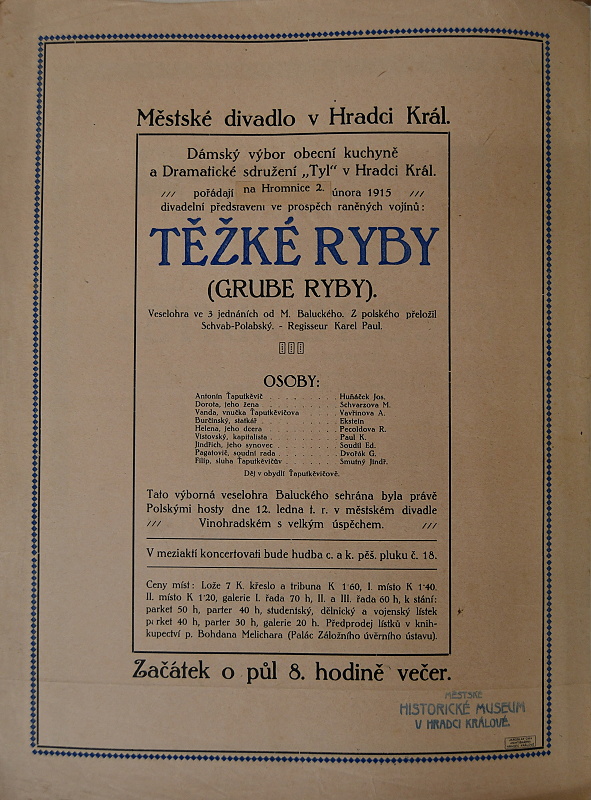 Městské divadlo v Hradci Král.
Dámský výbor obecní kuchyně
a Dramatické sdružení „Tyl“ v Hradci Král.
/// pořádají na Hromnice 2. února 1915 ///
divadelní představení ve prospěch raněných vojínů:
TĚŽKÉ RYBY
(GRUBE RYBY).
Veselohra ve 3 jednáních od M. Baluckého. Z polského přeložil
Schvab-Polabský. - Regisseur Karel Paul.
OSOBY:
Antonín Ťaputkěvič . . . . . . . . . Huňáček Jos.
Dorota, jeho žena . . . . . . . . . Schvarzova M.
Vanda, vnučka Ťaputkěvičova . . . . . Vavřinova A.
Burčinský, statkář . . . . . . . . . Ekstein
Helena, jeho dcera . . . . . . . . . Pecoldova R.
Vistovský, kapitalista . . . . . . . . . Paul K.
Jindřich, jeho synovec . . . . . . . . . Soudil Ed.
Pagatovič, soudní rada . . . . . . . . . Dvořák G.
Filip, sluha Ťaputkěvičův . . . . . . Smutný Jindř.
Děj v obydlí Ťaputkěvičově.
Tato výborná veselohra Baluckého sehrána byla právě
Polskými hosty dne 12. ledna t. r. v městském divadle
/// Vinohradském s velkým úspěchem. ///
V meziaktí koncertovati bude hudba c. a k. pěš. pluku č. 18.
Ceny míst: Lože 7 K. křeslo a tribuna K 1·60, I. místo K 1·40,
II. místo K 1·20, galerie I. řada 70 h, II. a III. řada 60 h, k stání:
parket 50 h, parter 40 h, studentský, dělnický a vojenský lístek
parket 40 h, parter 30 h, galerie 20 h. Předprodej lístků v knih-
kupectví p. Bohdana Melichara (Palác Záložního úvěrního ústavu).
Začátek o půl 8. hodině večer.
MĚSTSKÉ
HISTORICKÉ MUSEUM
V HRADCI KRÁLOVÉ.